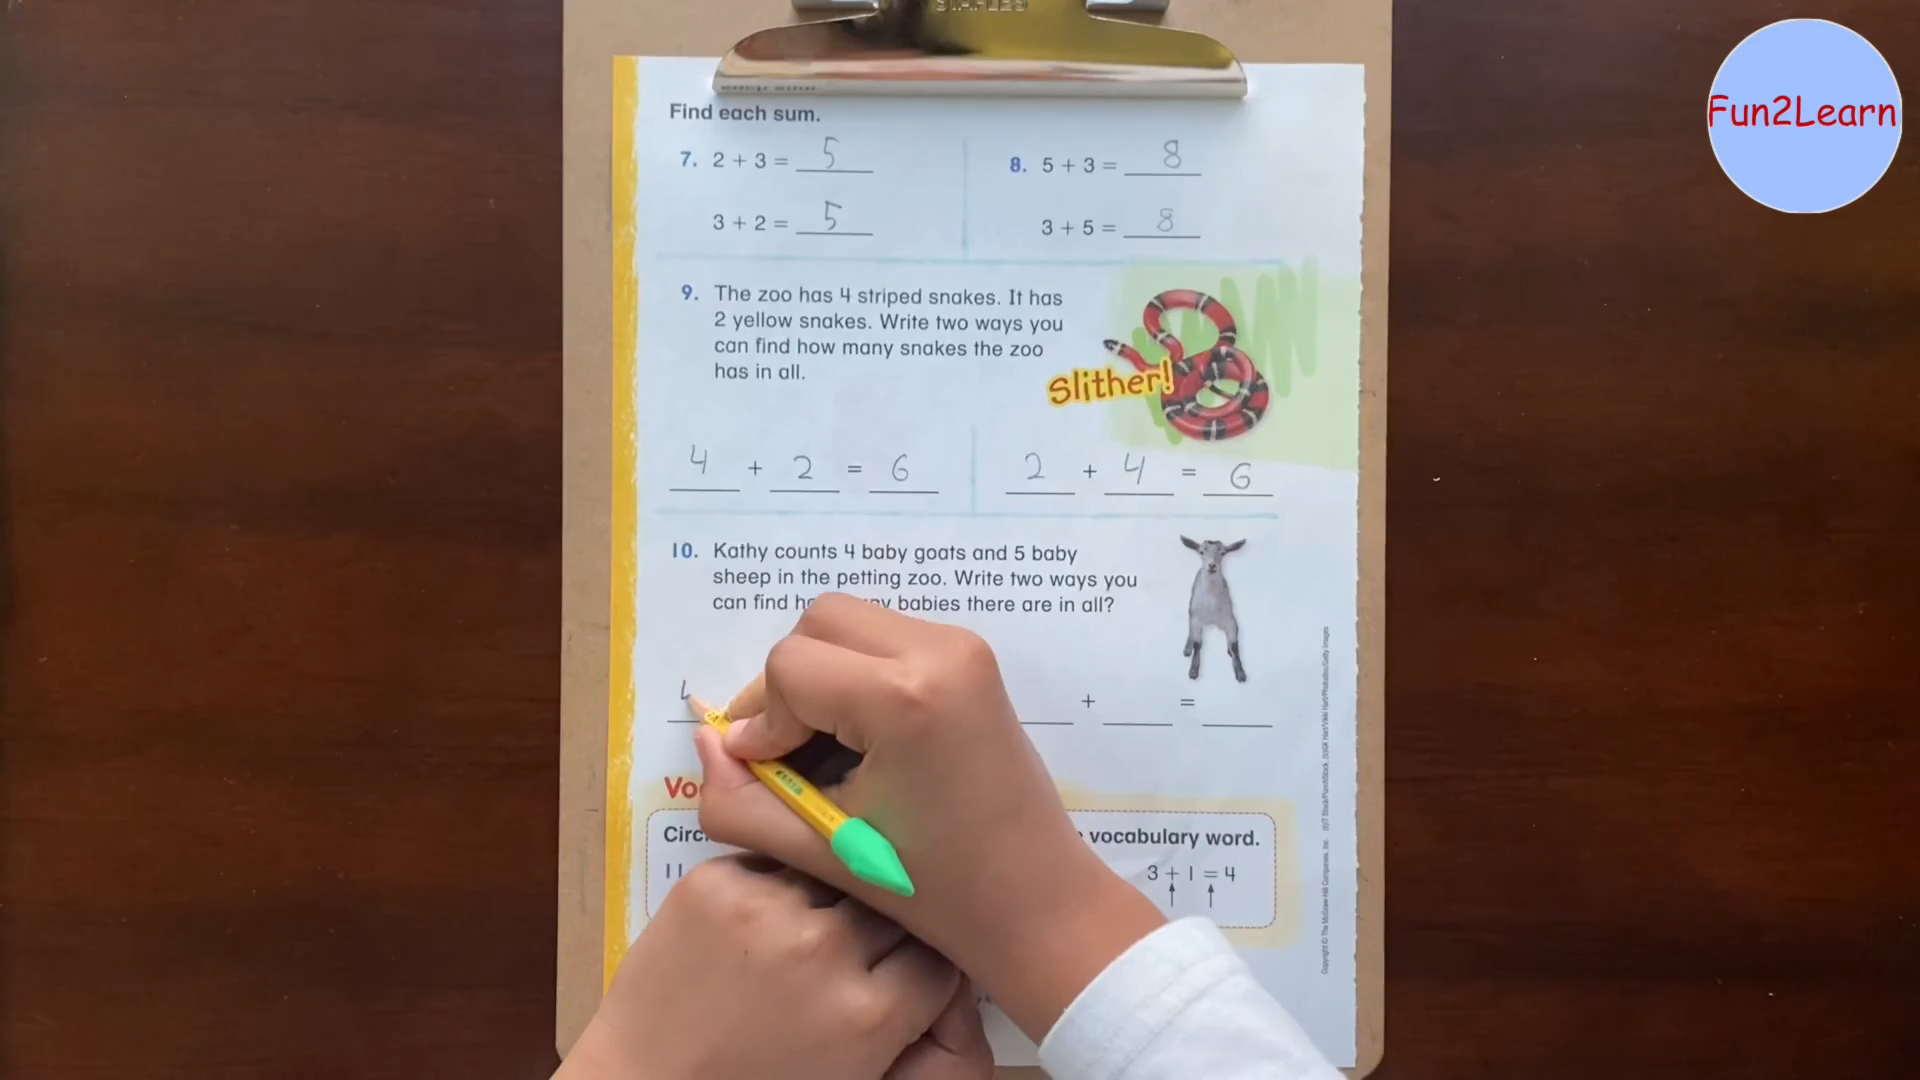 STAPLES
Fun2Learn
Find each sum.
7. 2 + 3 = 5
8. 5 + 3 = 8
3 + 2 = 5
3 + 5 = 8
9. The zoo has 4 striped snakes. It has
2 yellow snakes. Write two ways you
can find how many snakes the zoo
has in all.
Slither!
4 + 2 = 6
2 + 4 = 6
10. Kathy counts 4 baby goats and 5 baby
sheep in the petting zoo. Write two ways you
can find babies there are in all?
+ =
vocabulary word.
11
3 + 1 = 4